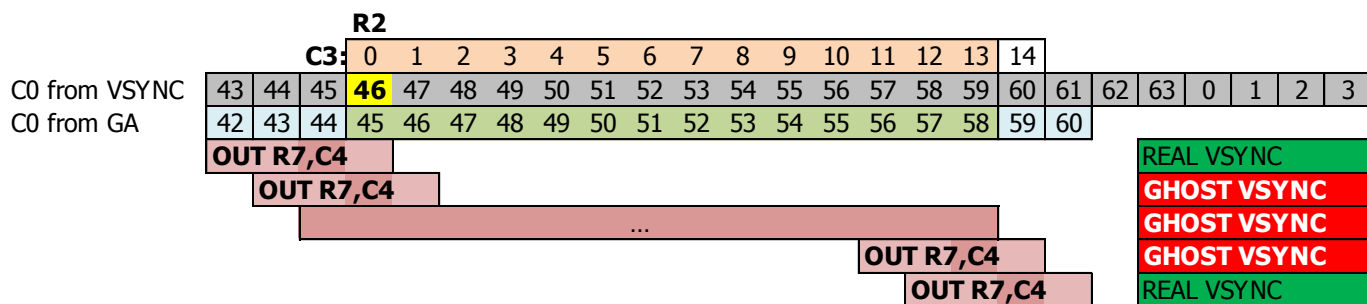 R2
C3: 0 1 2 3 4 5 6 7 8 9 10 11 12 13 14
C0 from VSYNC 43 44 45 46 47 48 49 50 51 52 53 54 55 56 57 58 59 60 61 62 63 0 1 2 3
C0 from GA 42 43 44 45 46 47 48 49 50 51 52 53 54 55 56 57 58 59 60
OUT R7,C4 REAL VSYNC
OUT R7,C4 GHOST VSYNC
... GHOST VSYNC
OUT R7,C4 GHOST VSYNC
OUT R7,C4 REAL VSYNC